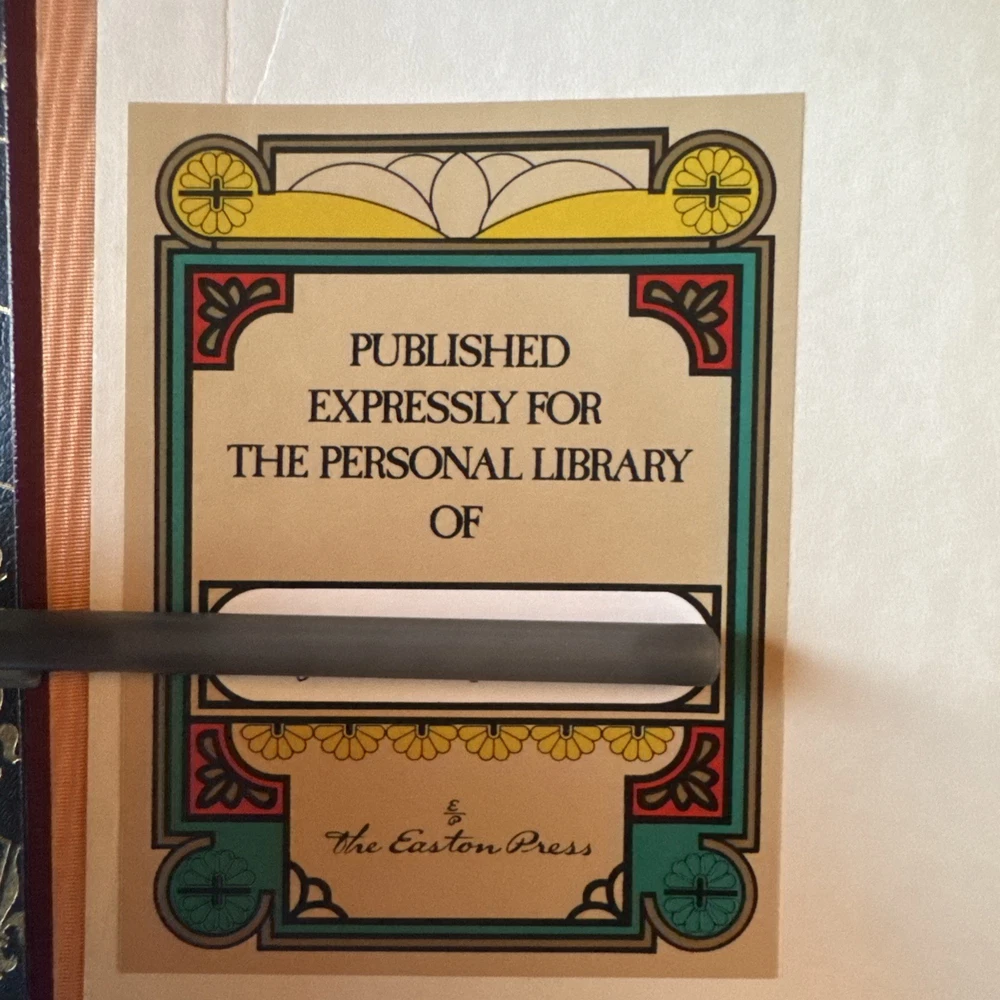 PUBLISHED
EXPRESSLY FOR
THE PERSONAL LIBRARY
OF
E/P
The Easton Press